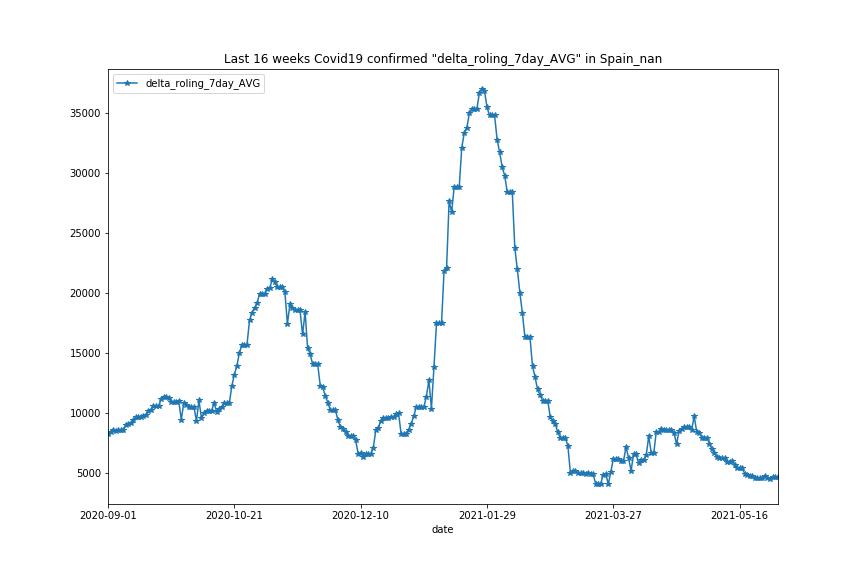 Last 16 weeks Covid19 confirmed "delta_roling_7day_AVG" in Spain_nan
delta_roling_7day_AVG
35000
30000
25000
20000
15000
10000
5000
2020-09-01 2020-10-21 2020-12-10 2021-01-29 2021-03-27 2021-05-16
date